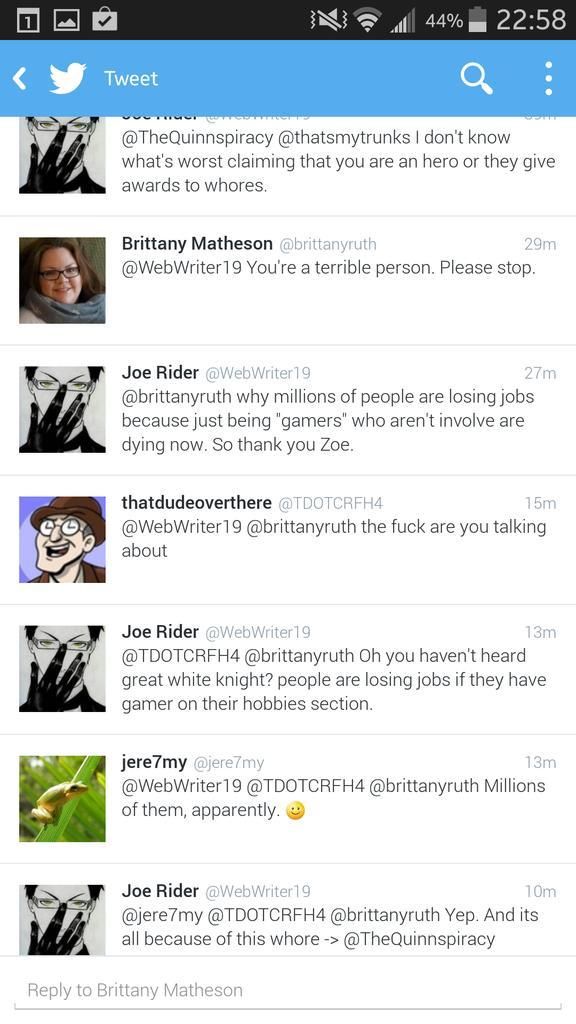 1 44% 22:58
Tweet
Joe Rider @WebWriter19
@TheQuinnspiracy @thatsmytrunks I don't know
what's worst claiming that you are an hero or they give
awards to whores.
Brittany Matheson @brittanyruth 29m
@WebWriter19 You're a terrible person. Please stop.
Joe Rider @WebWriter19 27m
@brittanyruth why millions of people are losing jobs
because just being "gamers" who aren't involve are
dying now. So thank you Zoe.
thatdudeoverthere @TDOTCRFH4 15m
@WebWriter19 @brittanyruth the fuck are you talking
about
Joe Rider @WebWriter19 13m
@TDOTCRFH4 @brittanyruth Oh you haven't heard
great white knight? people are losing jobs if they have
gamer on their hobbies section.
jere7my @jere7my 13m
@WebWriter19 @TDOTCRFH4 @brittanyruth Millions
of them, apparently. 🙂
Joe Rider @WebWriter19 10m
@jere7my @TDOTCRFH4 @brittanyruth Yep. And its
all because of this whore -> @TheQuinnspiracy
Reply to Brittany Matheson